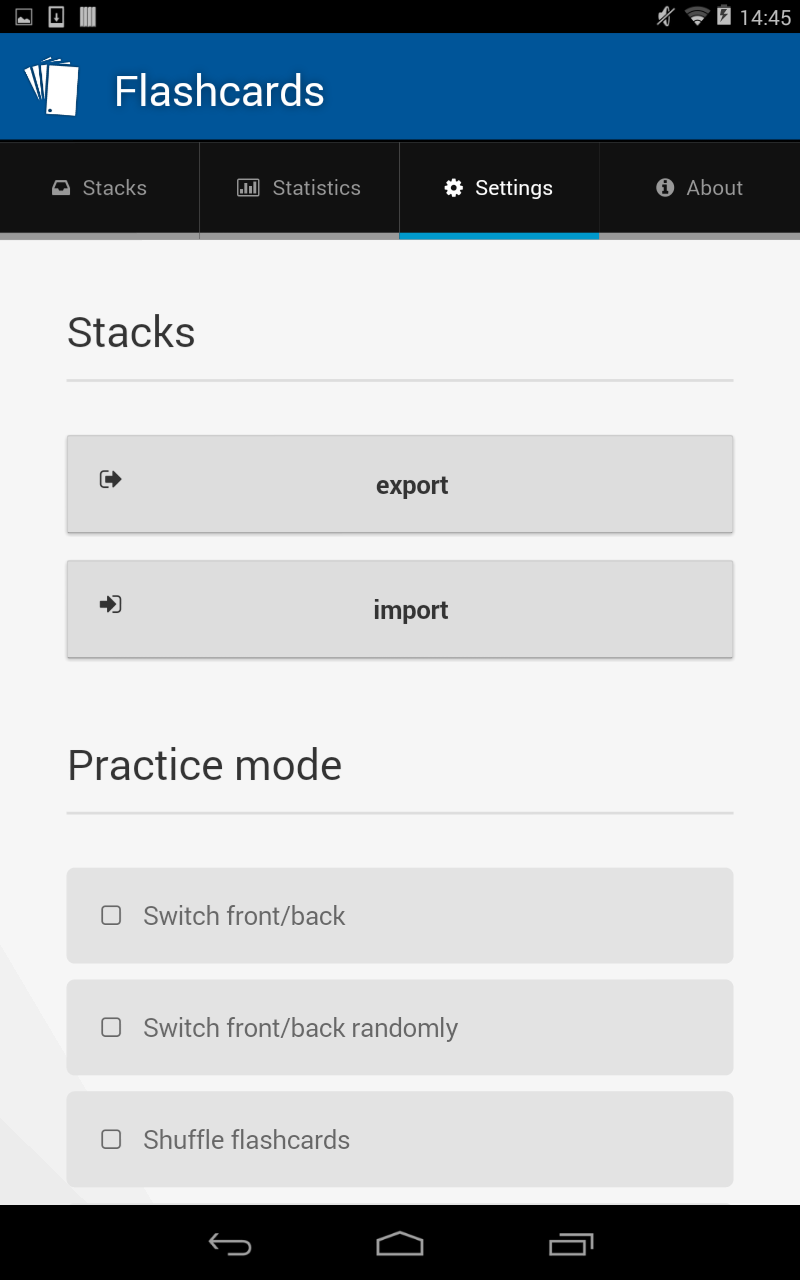 14:45
Flashcards
Stacks
Statistics
Settings
About
Stacks
export
import
Practice mode
Switch front/back
Switch front/back randomly
Shuffle flashcards